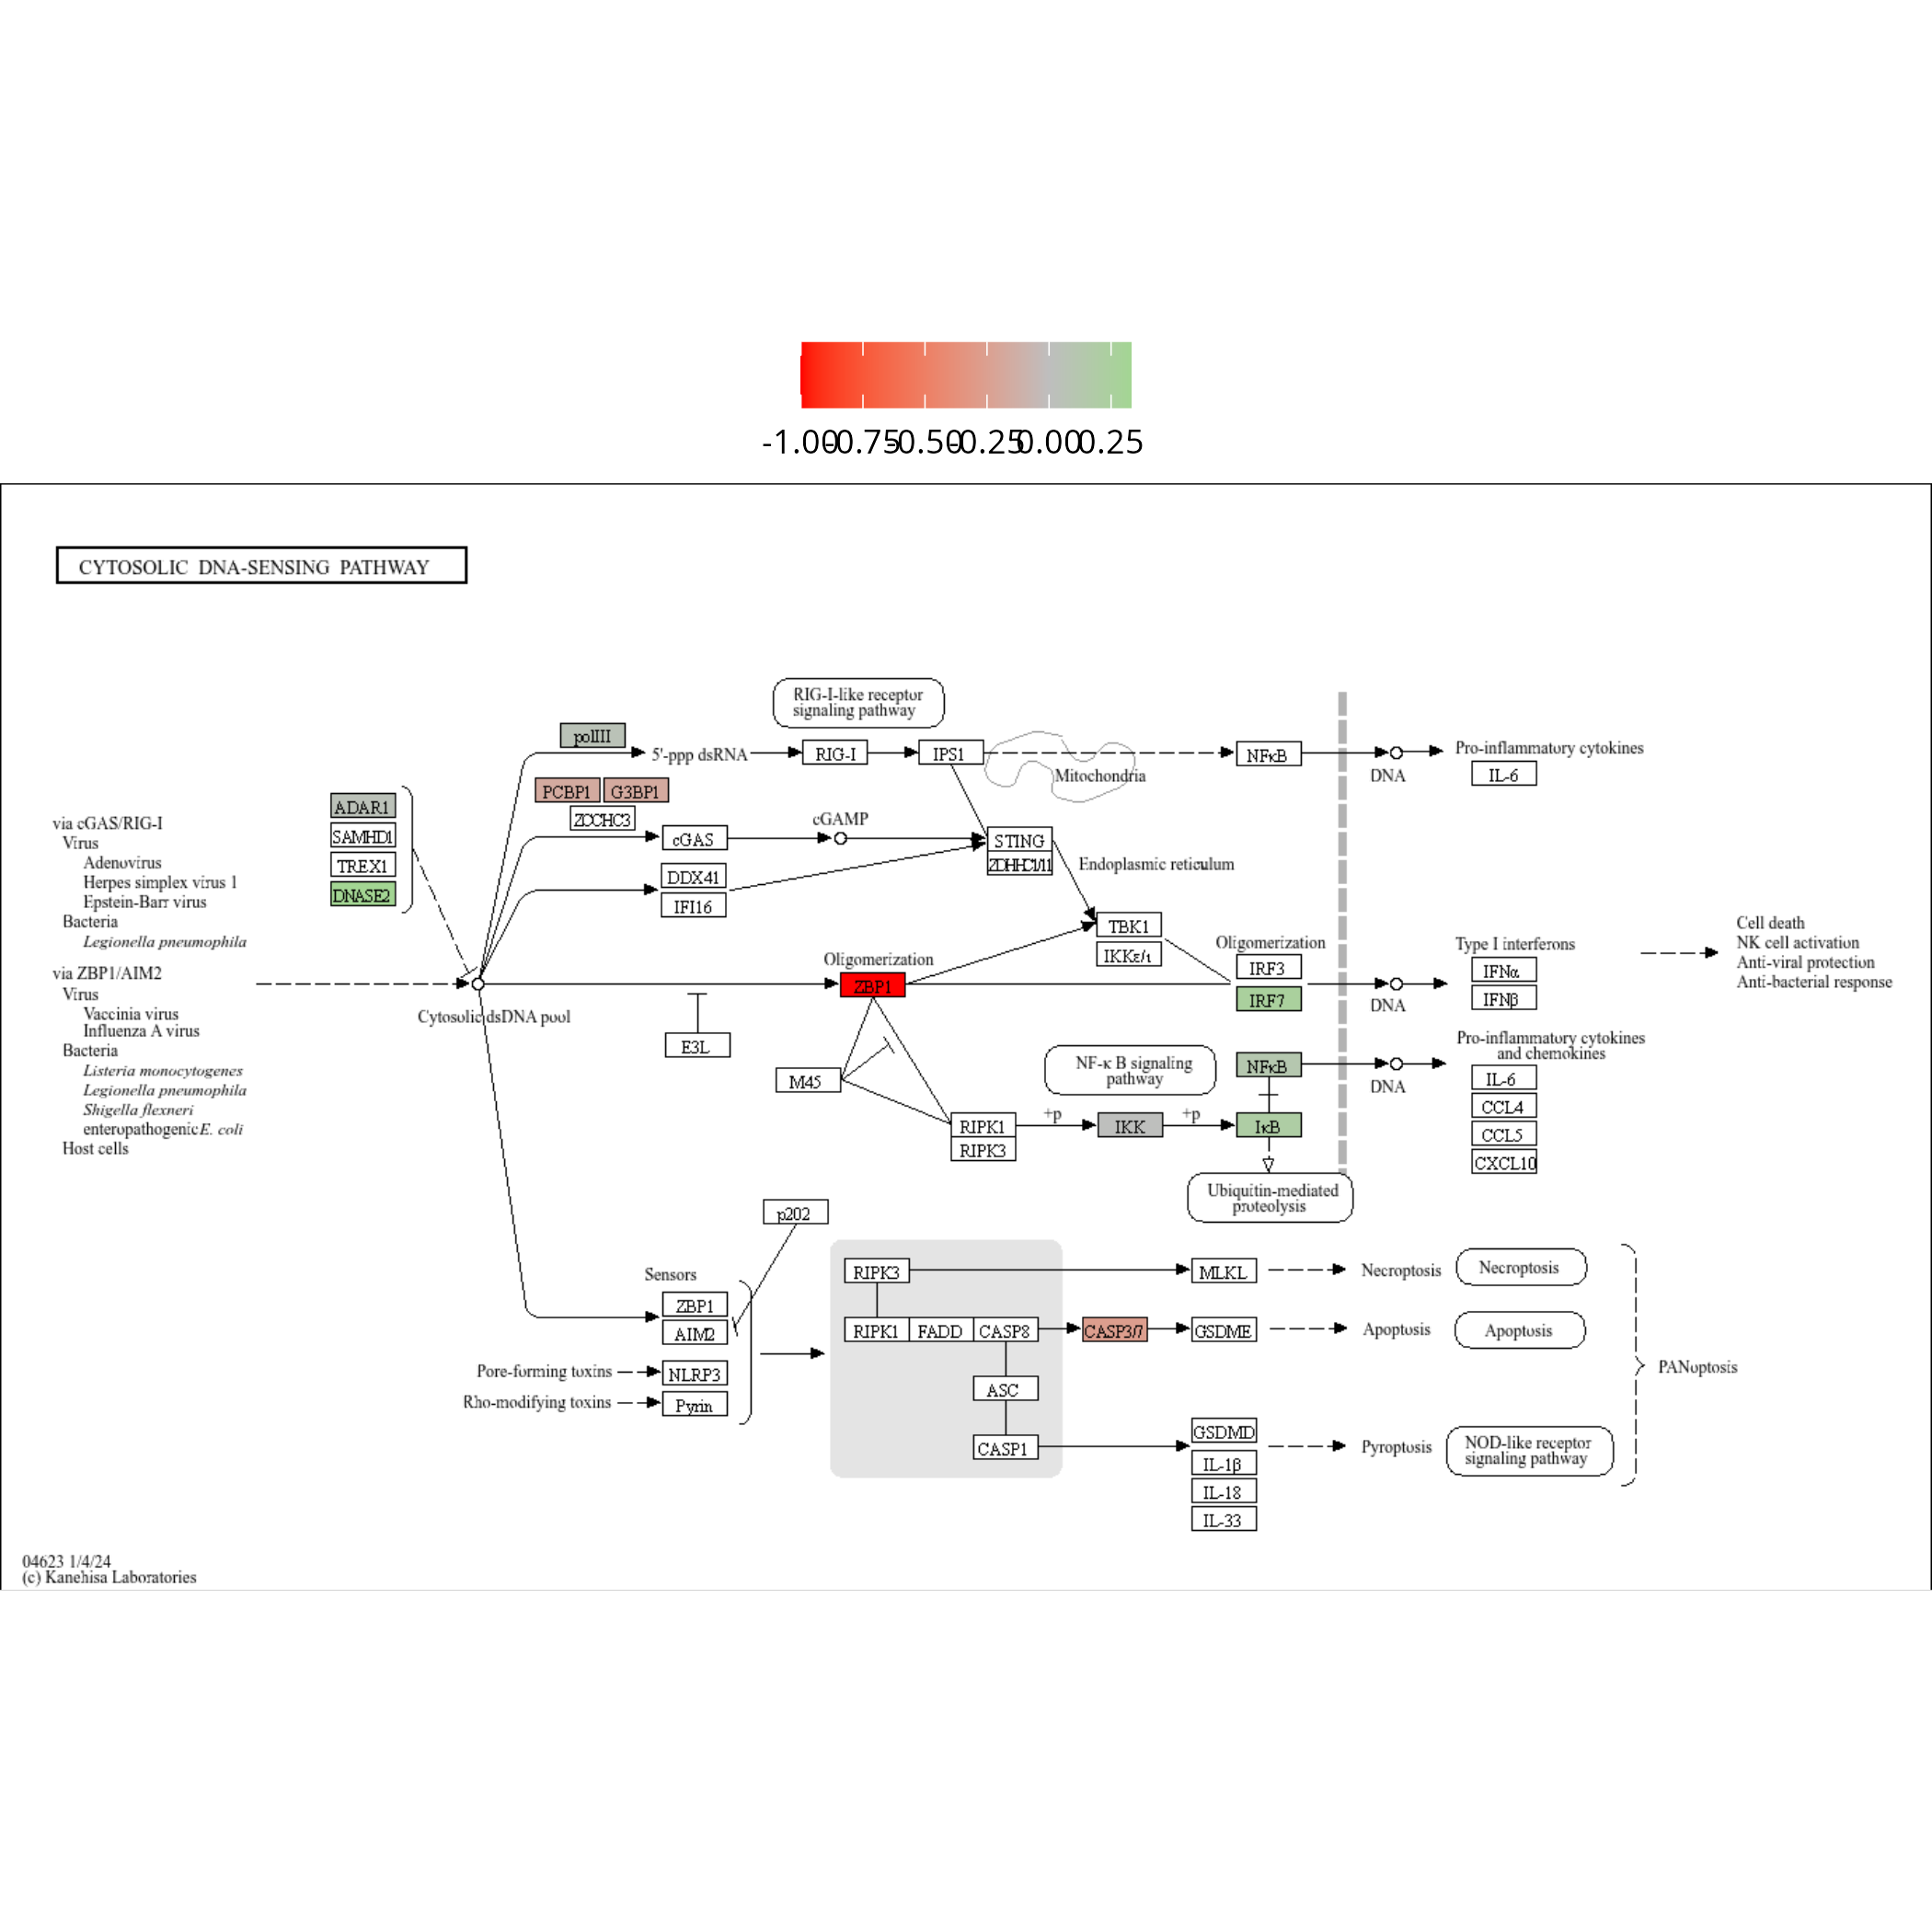 -1.00 -0.75 -0.50 -0.25 0.00 0.25
CYTOSOLIC DNA-SENSING PATHWAY
RIG-I-like receptor
signaling pathway
polIII
5'-ppp dsRNA
RIG-I
IPS1
Mitochondria
NFκB
DNA
Pro-inflammatory cytokines
IL-6
PCBP1
G3BP1
ZCCHC3
ADAR1
SAMHD1
TREX1
DNASE2
via cGAS/RIG-I
Virus
Adenovirus
Herpes simplex virus 1
Epstein-Barr virus
Bacteria
Legionella pneumophila
cGAS
cGAMP
STING
ZDHHC1/11
Endoplasmic reticulum
DDX41
IFI16
TBK1
IKKε/ι
Oligomerization
IRF3
IRF7
DNA
Type I interferons
IFNα
IFNβ
Cell death
NK cell activation
Anti-viral protection
Anti-bacterial response
via ZBP1/AIM2
Virus
Vaccinia virus
Influenza A virus
Bacteria
Listeria monocytogenes
Legionella pneumophila
Shigella flexneri
enteropathogenic E. coli
Host cells
Cytosolic dsDNA pool
Oligomerization
ZBP1
E3L
M45
NF-κ B signaling
pathway
NFκB
DNA
Pro-inflammatory cytokines
and chemokines
IL-6
CCL4
CCL5
CXCL10
RIPK1
RIPK3
+p
IKK
+p
IκB
Ubiquitin-mediated
proteolysis
p202
Sensors
ZBP1
AIM2
Pore-forming toxins
NLRP3
Rho-modifying toxins
Pyrin
RIPK3
MLKL
Necroptosis
Necroptosis
RIPK1
FADD
CASP8
CASP3/7
GSDME
Apoptosis
Apoptosis
PANoptosis
ASC
CASP1
GSDMD
IL-1β
IL-18
IL-33
Pyroptosis
NOD-like receptor
signaling pathway
04623 1/4/24
(c) Kanehisa Laboratories